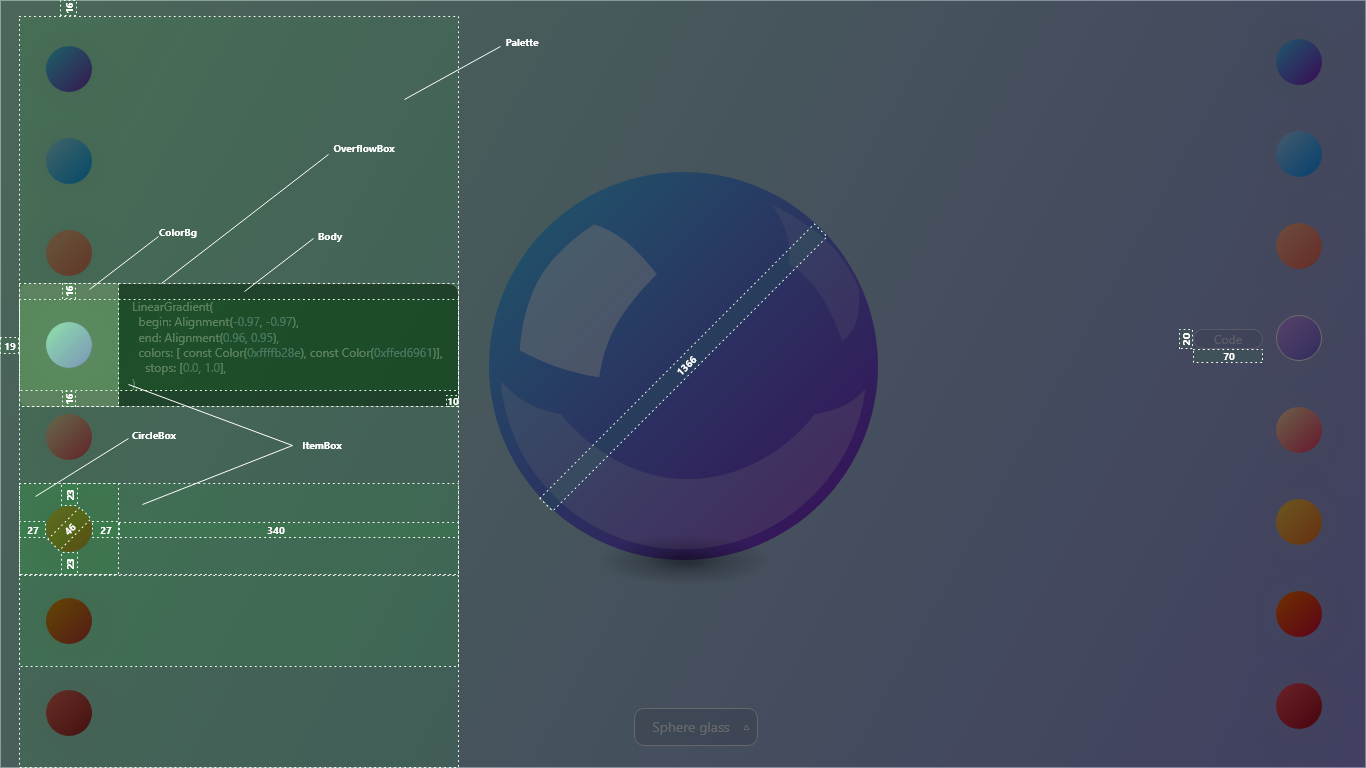 16
Palette
OverflowBox
ColorBg
Body
16
LinearGradient(
begin: Alignment(-0.97, -0.97),
end: Alignment(0.96, 0.95),
colors: [ const Color(0xffffb28e), const Color(0xffed6961)],
stops: [0.0, 1.0],
)
19
20
Code
70
1366
16
10
CircleBox
ItemBox
23
27
46
27
340
23
Sphere glass